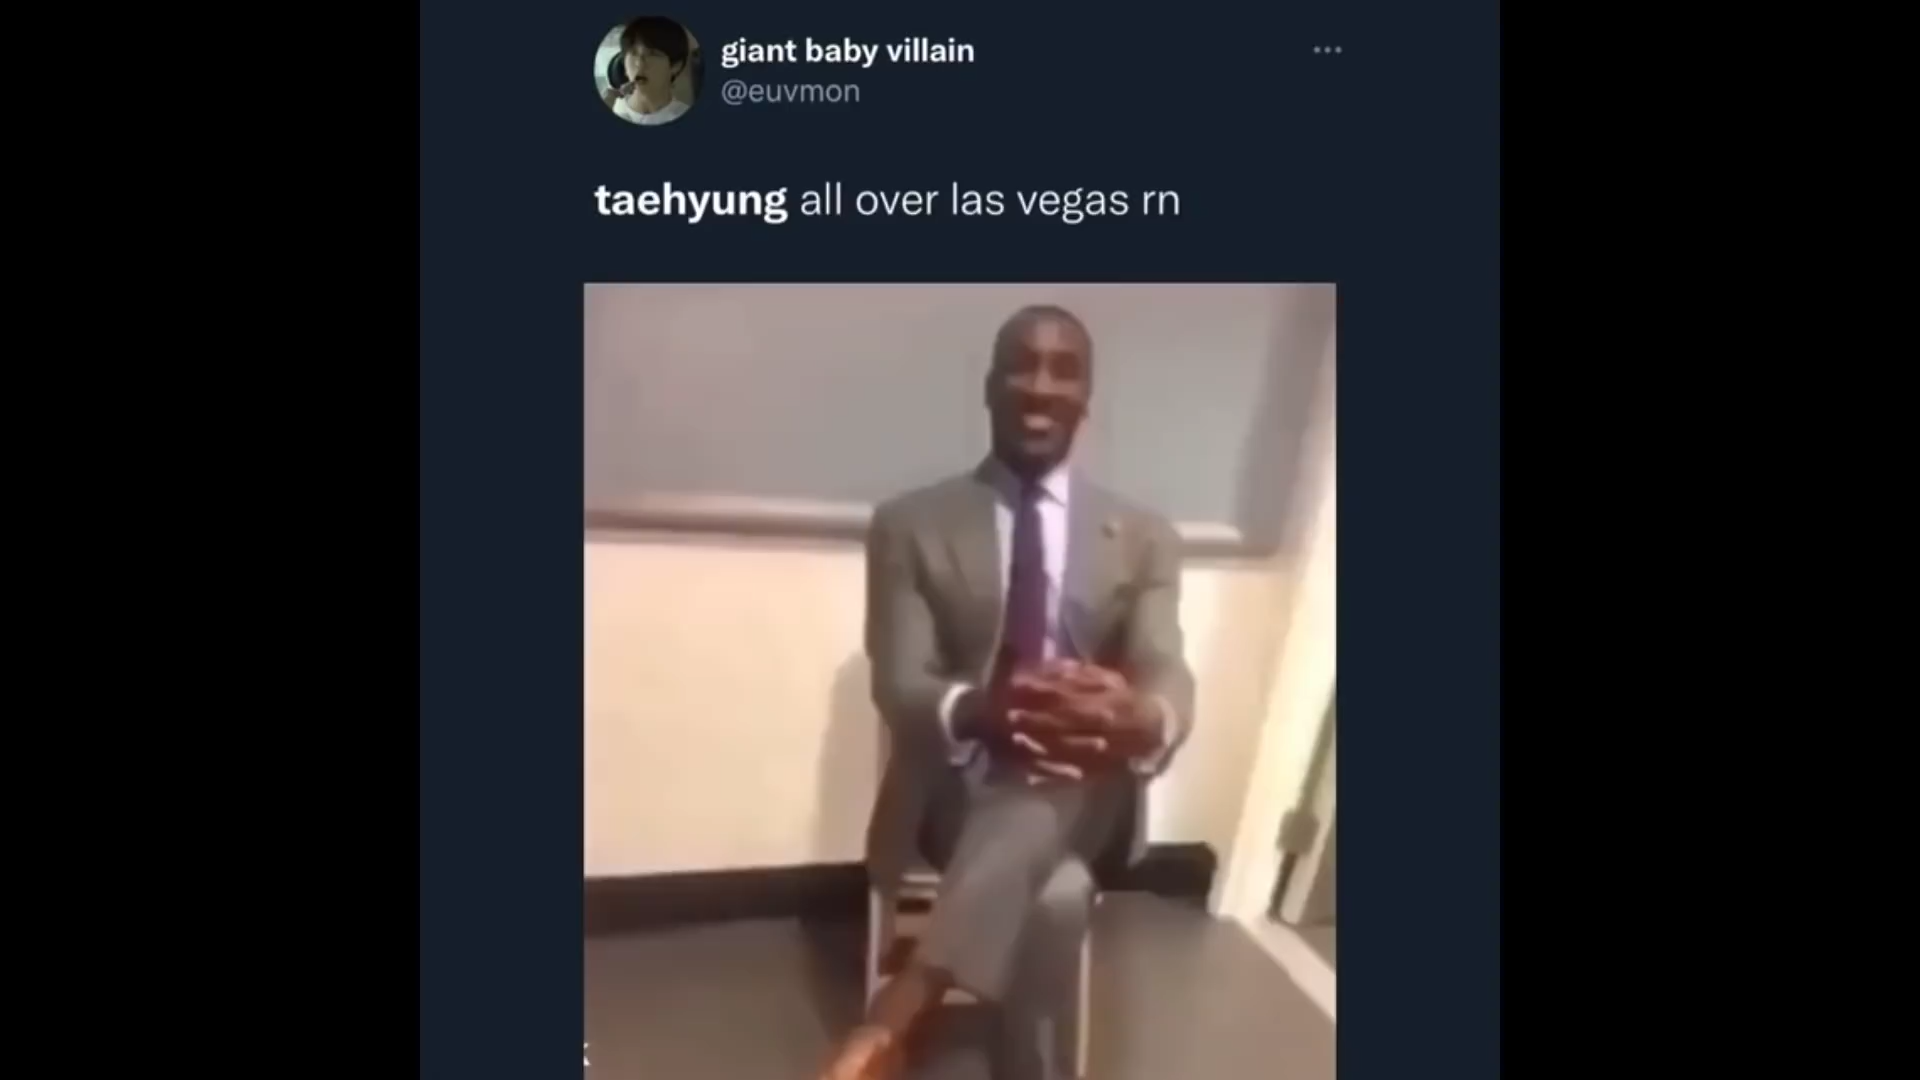 giant baby villain
@euvmon
taehyung all over las vegas rn